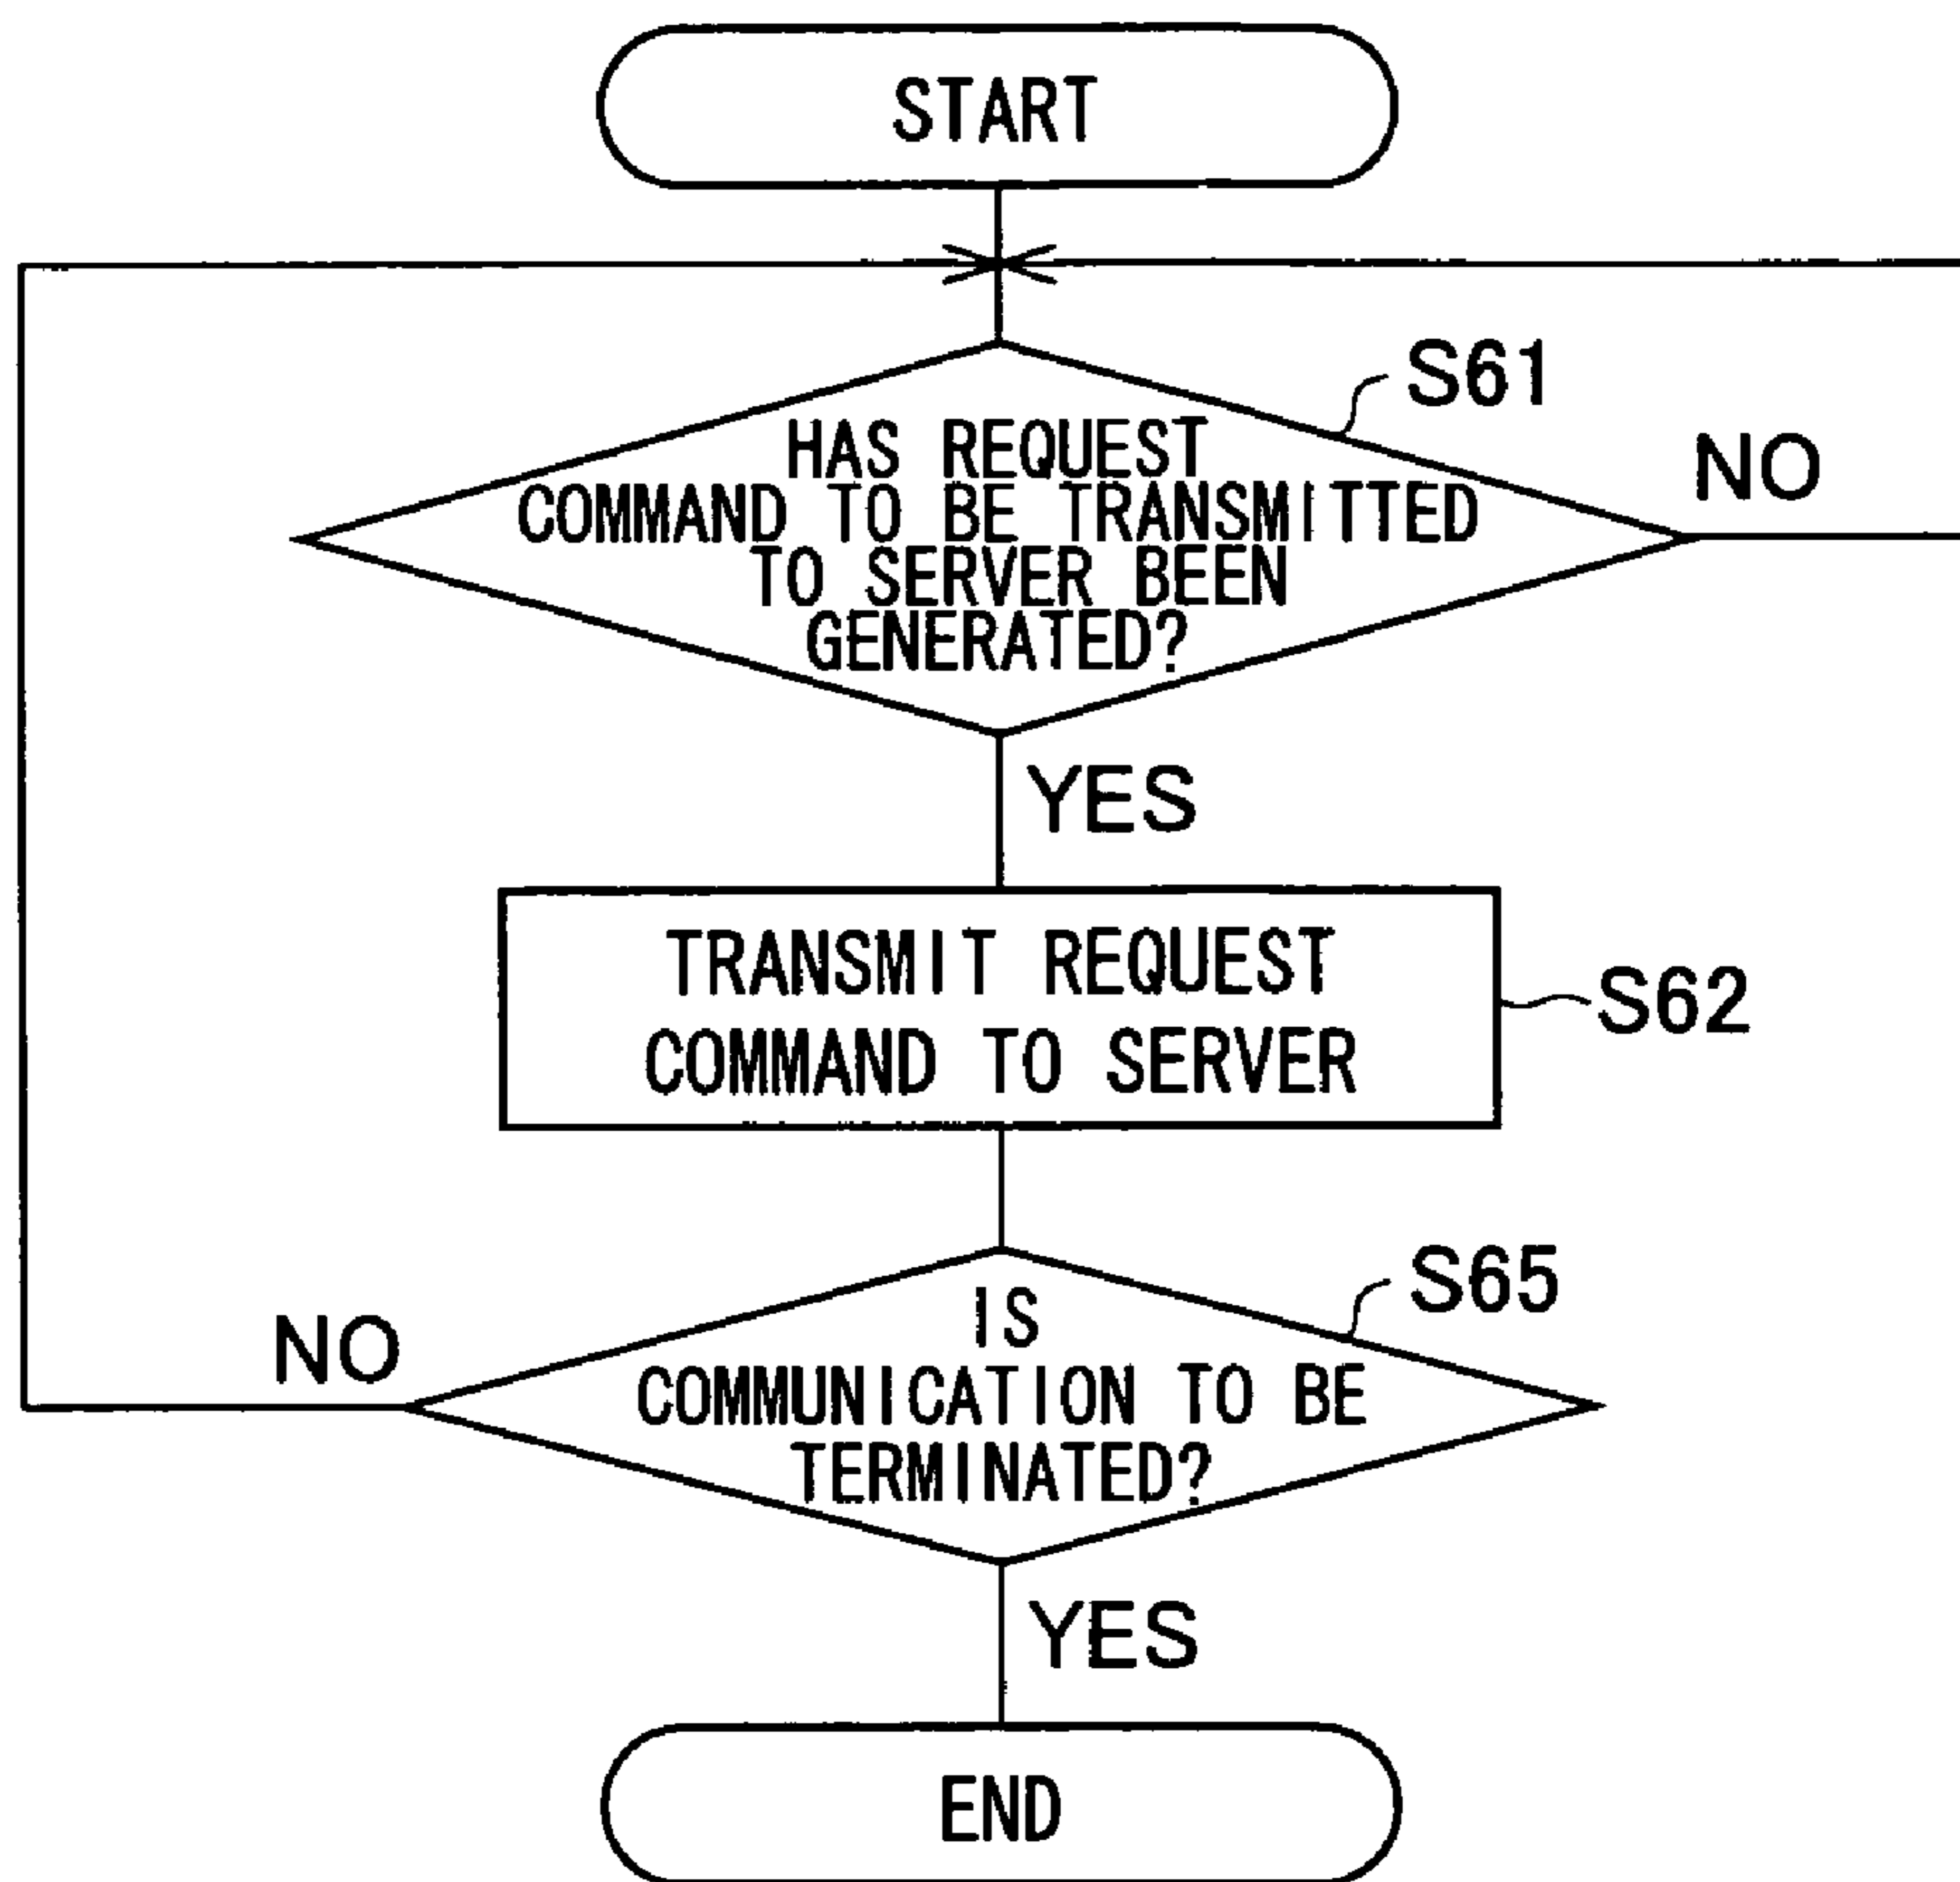 START
S61
HAS REQUEST
NO
COMMAND TO BE TRANSMITTED
TO SERVER BEEN
GENERATED?
YES
TRANSMIT REQUEST
COMMAND TO SERVER
S62
S65
IS
NO
COMMUNICATION TO BE
TERMINATED?
YES
END